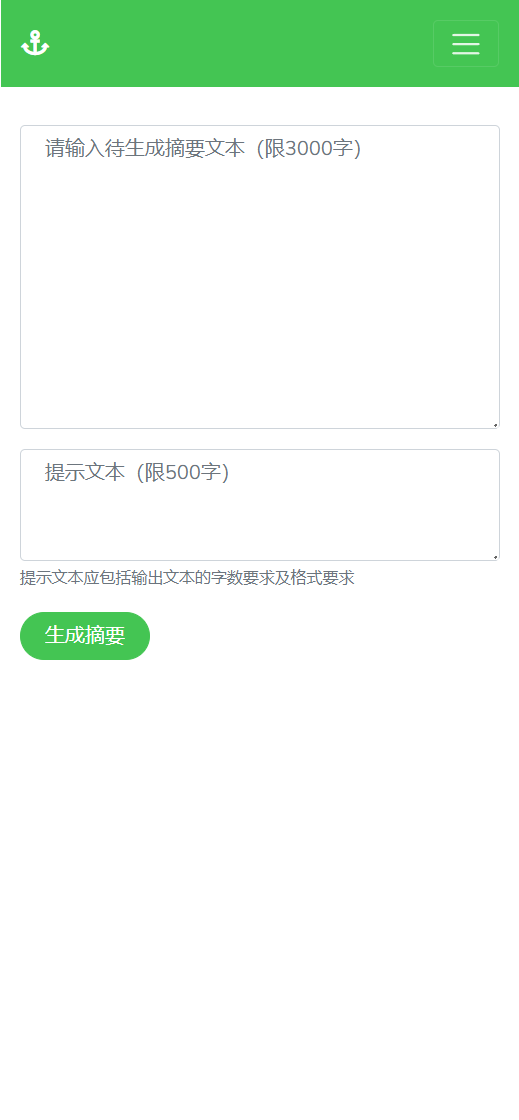 请输入待生成摘要文本（限3000字）
提示文本（限500字）
提示文本应包括输出文本的字数要求及格式要求
生成摘要